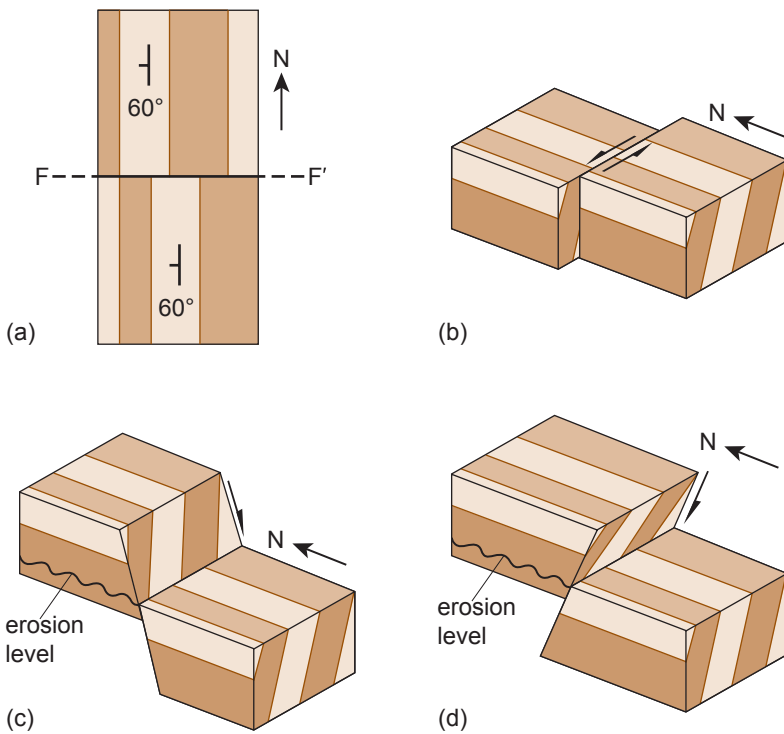 N
60°
F
F′
60°
(a)
N
(b)
N
erosion
level
(c)
N
erosion
level
(d)